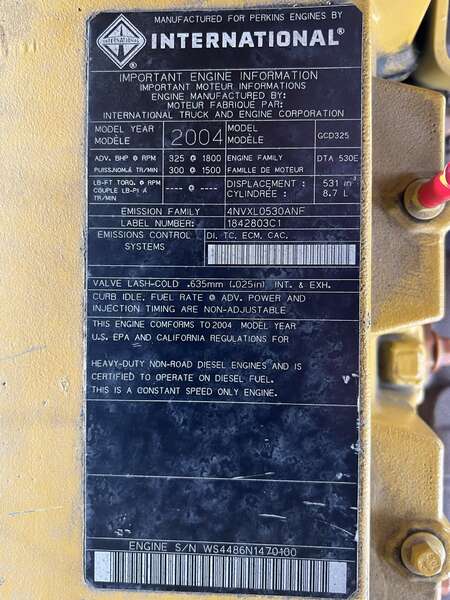 MANUFACTURED FOR PERKINS ENGINES BY
INTERNATIONAL
INTERNATIONAL®
®
IMPORTANT ENGINE INFORMATION
IMPORTANT MOTEUR INFORMATIONS
ENGINE MANUFACTURED BY:
MOTEUR FABRIQUE PAR:
INTERNATIONAL TRUCK AND ENGINE CORPORATION
MODEL YEAR 2004 MODEL GCD325
MODÈLE MODÈLE
ADV. BHP @ RPM 325 @ 1800 ENGINE FAMILY DTA 530E
PUISS.NOMÀ TR/MIN 300 @ 1500 FAMILLE DE MOTEUR
LB-FT TORQ. @ RPM ---- @ ---- DISPLACEMENT : 531 in³
COUPLE LB-PI À CYLINDRÉE : 8.7 L
TR/MIN
EMISSION FAMILY 4NVXL0530ANF
LABEL NUMBER: 1842803C1
EMISSIONS CONTROL DI, TC, ECM, CAC.
SYSTEMS
VALVE LASH-COLD .635mm (.025in), INT. & EXH.
CURB IDLE, FUEL RATE @ ADV. POWER AND
INJECTION TIMING ARE NON-ADJUSTABLE
THIS ENGINE COMFORMS TO 2004 MODEL YEAR
U.S. EPA AND CALIFORNIA REGULATIONS FOR
HEAVY-DUTY NON-ROAD DIESEL ENGINES AND IS
CERTIFIED TO OPERATE ON DIESEL FUEL.
THIS IS A CONSTANT SPEED ONLY ENGINE.
ENGINE S/N WS4486N1470100